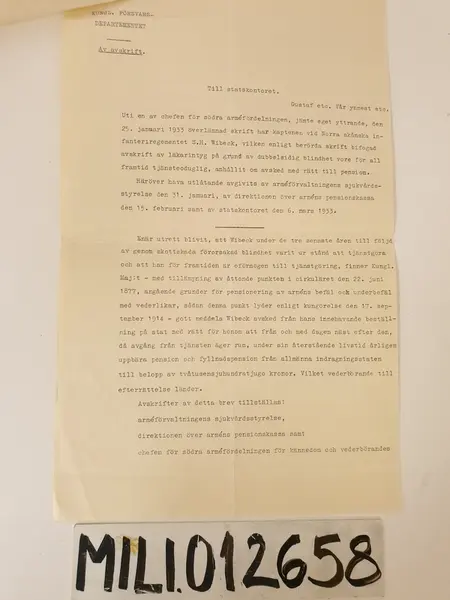 KUNGL. FÖRSVARS-
DEPARTEMENTET
Av avskrift.
Till statskontoret.
Gustaf etc. Vår ynnest etc.
Uti en av chefen för södra arméfördelningen, jämte eget yttrande, den
25. januari 1933 överlämnad skrift har kaptenen vid Norra skånska in-
fanteriregementet S.H. Wibeck, vilken enligt berörda skrift bifogad
avskrift av läkarintyg på grund av dubbelsidig blindhet vore för all
framtid tjänsteoduglig, anhållit om avsked med rätt till pension.
Häröver hava utlåtande avgivits av arméförvaltningens sjukvårds-
styrelse den 31. januari, av direktionen över arméns pensionskassa
den 15. februari samt av statskontoret den 6. mars 1933.
Enär utrett blivit, att Wibeck under de tre senaste åren till följd
av genom skottskada förorsakad blindhet varit ur stånd att tjänstgöra
och att han för framtiden är oförmögen till tjänstgöring, finner Kungl.
Maj:t - med tillämpning av åttonde punkten i cirkuläret den 22. juni
1877, angående grunder för pensionering av arméns befäl och underbefäl
med vederlikar, sådan denna punkt lyder enligt kungörelse den 17. sep-
tember 1914 - gott meddela Wibeck avsked från hans innehavande beställ-
ning på stat med rätt för honom att från och med dagen näst efter den,
då avgång från tjänsten äger rum, under sin återstående livstid årligen
uppbära pension och fyllnadspension från allmänna indragningsstaten
till belopp av tvåtusensjuhundratjugo kronor. Vilket vederbörande till
efterrättelse länder.
Avskrifter av detta brev tillställas:
arméförvaltningens sjukvårdsstyrelse,
direktionen över arméns pensionskassa samt
chefen för södra arméfördelningen för kännedom och vederböranden
MILI.012658